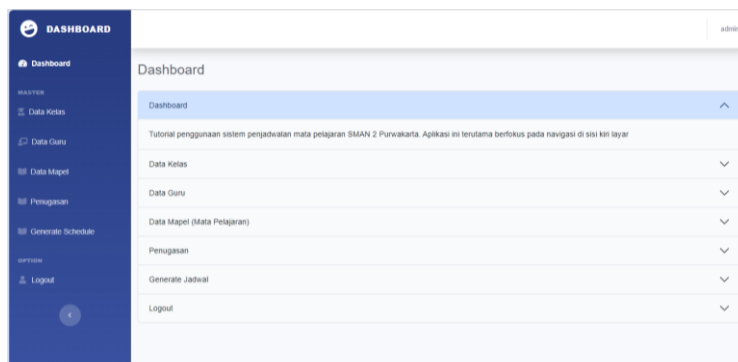 DASHBOARD
admin
Dashboard
MASTER
Data Kelas
Data Guru
Data Mapel
Penugasan
Generate Schedule
OPTION
Logout
Dashboard
Dashboard
Tutorial penggunaan sistem penjadwalan mata pelajaran SMAN 2 Purwakarta. Aplikasi ini terutama berfokus pada navigasi di sisi kiri layar
Data Kelas
Data Guru
Data Mapel (Mata Pelajaran)
Penugasan
Generate Jadwal
Logout